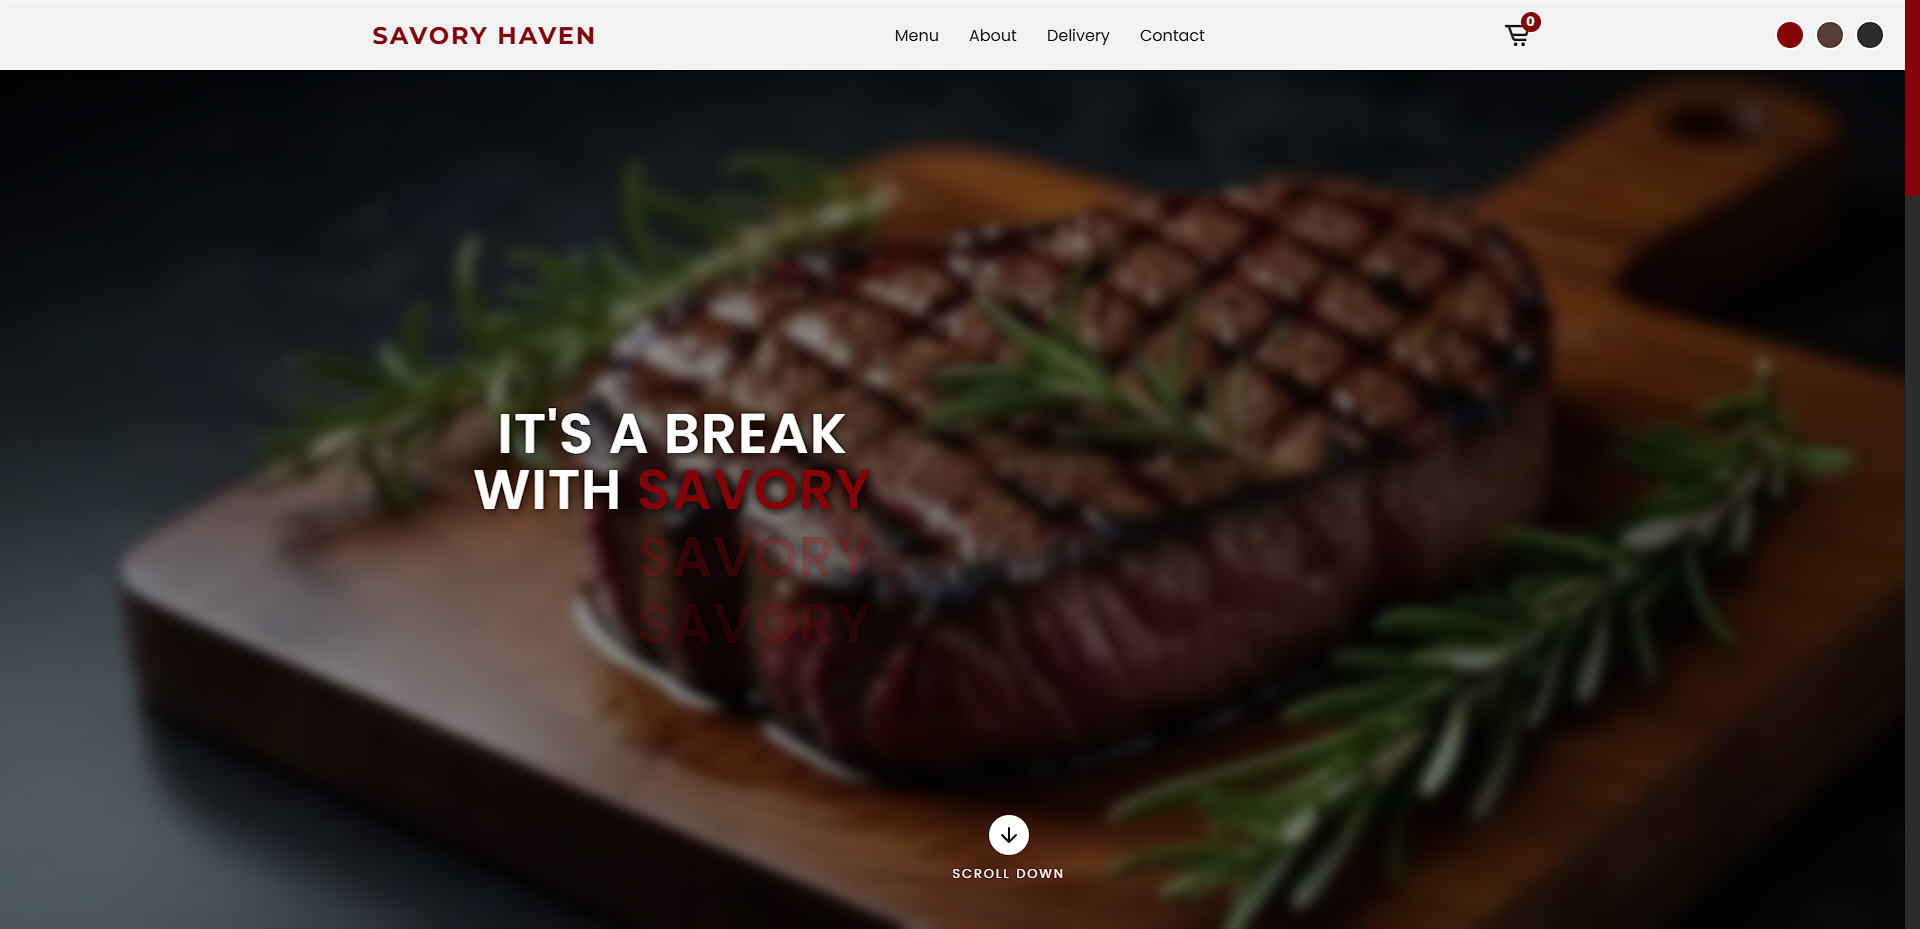 SAVORY HAVEN
Menu
About
Delivery
Contact
0
IT'S A BREAK
WITH SAVORY
SAVORY
SAVORY
SCROLL DOWN